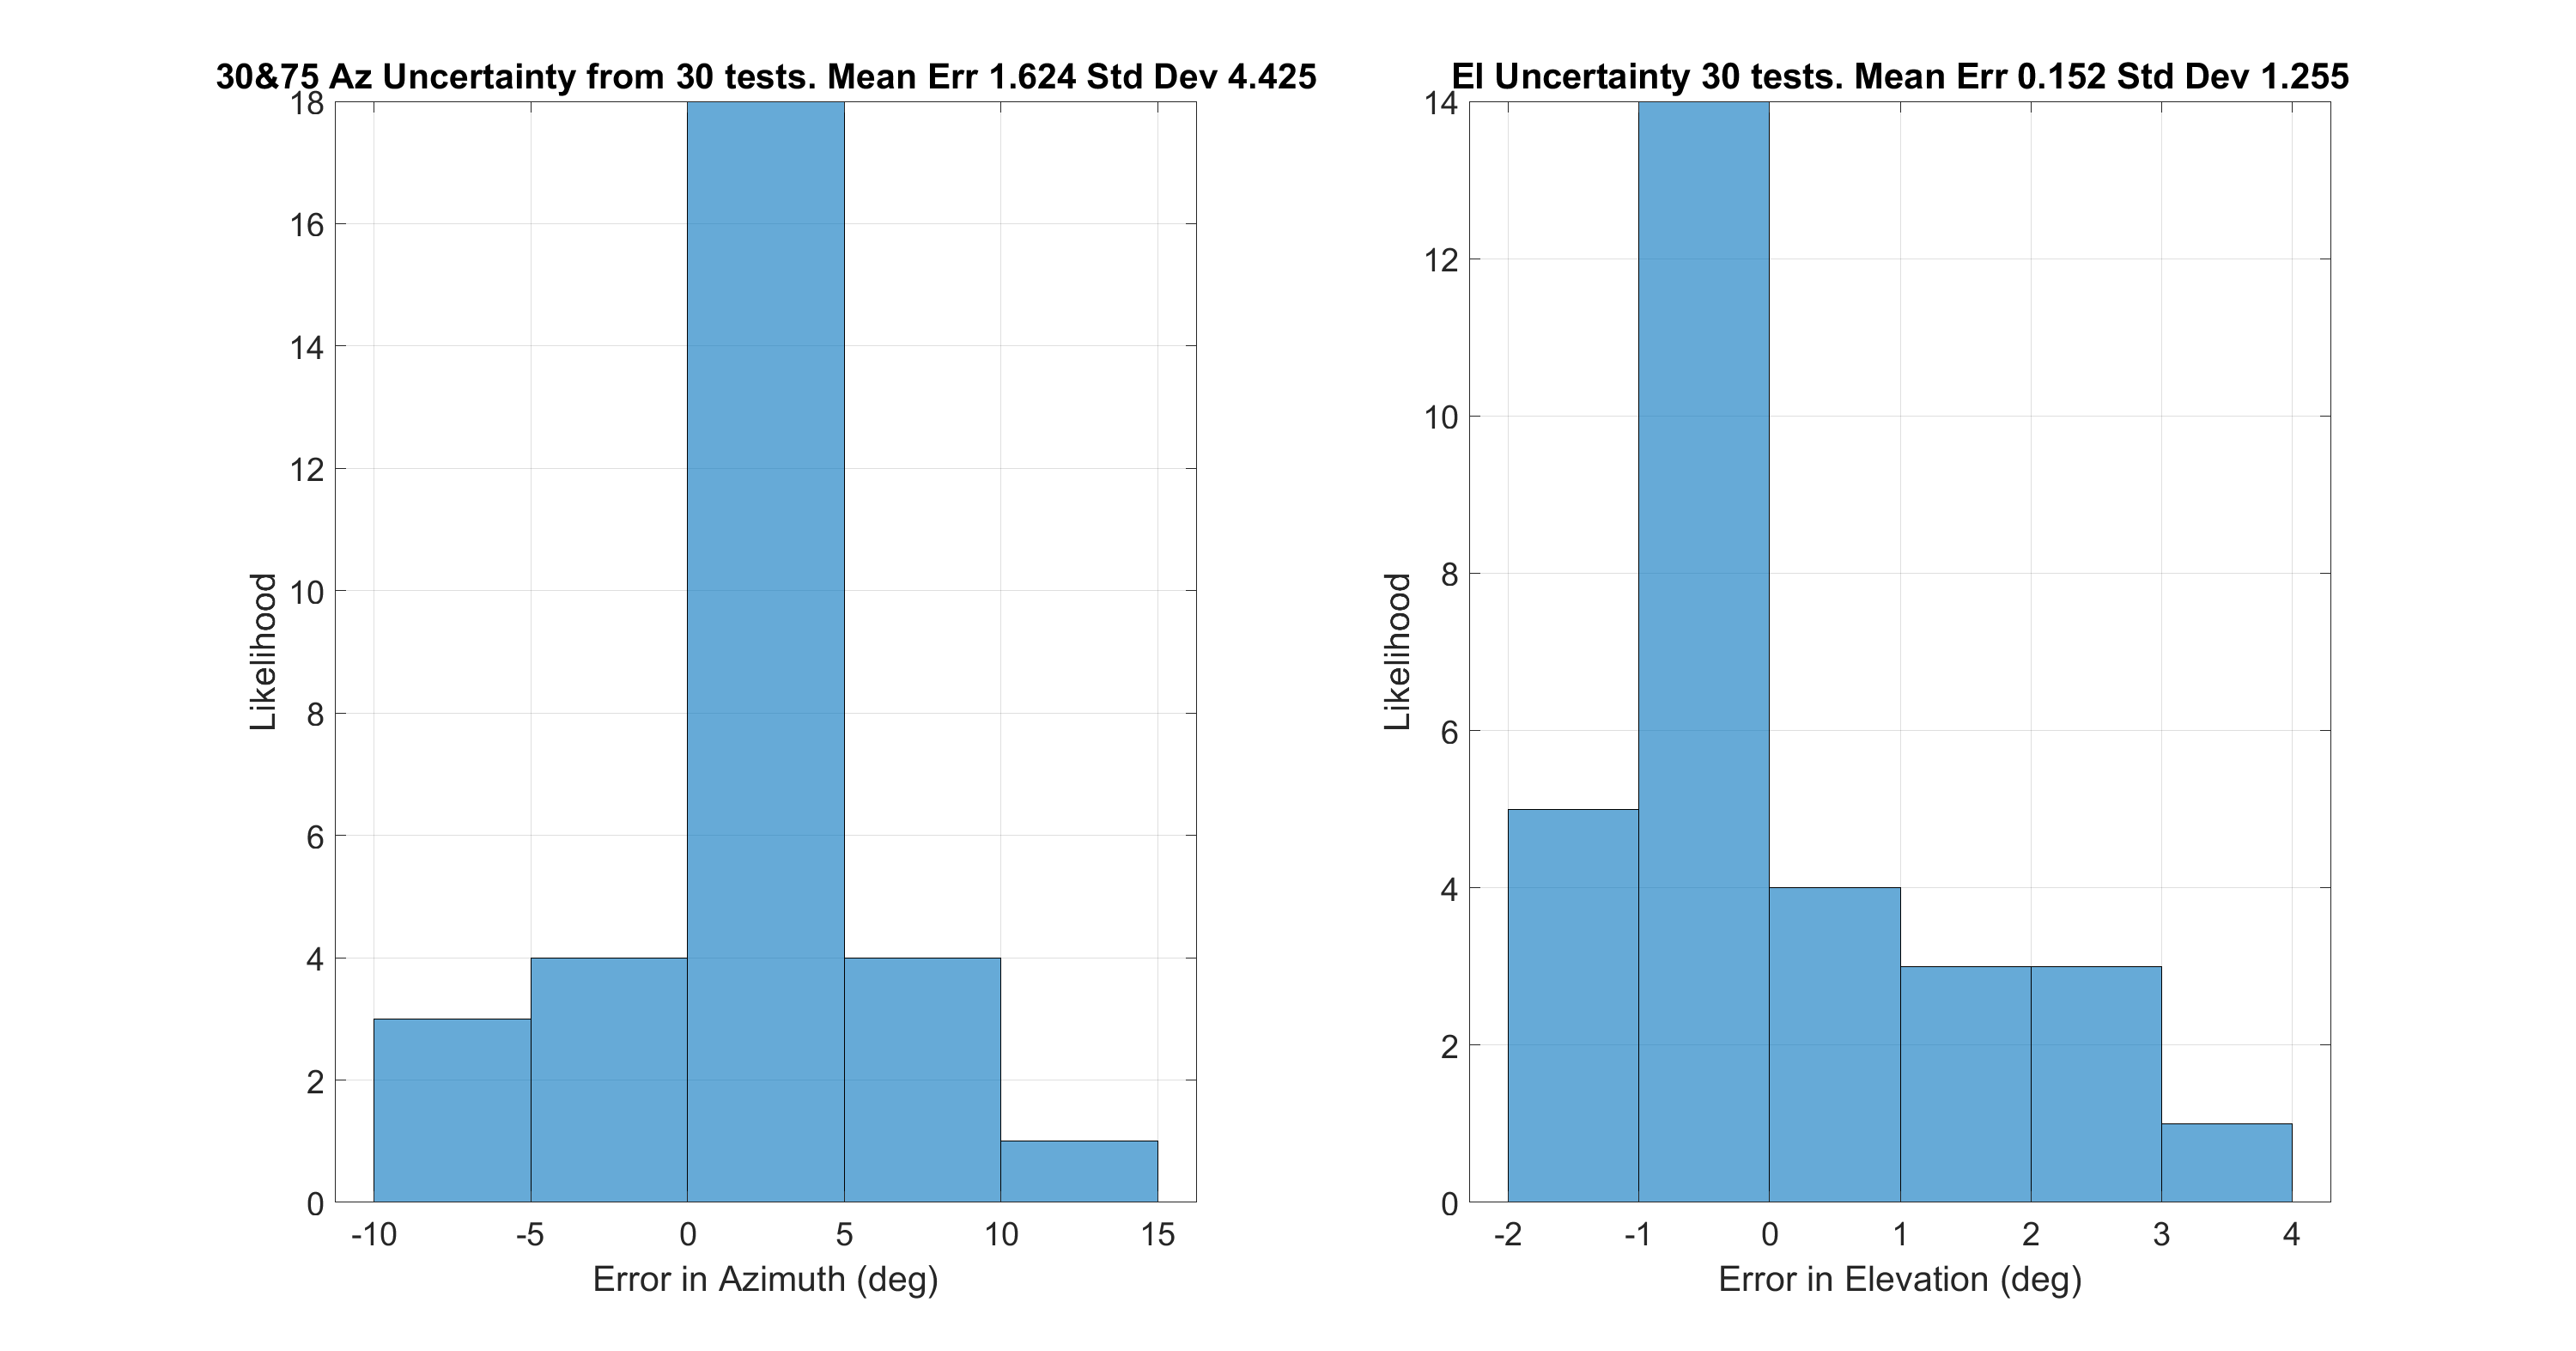 30&75 Az Uncertainty from 30 tests. Mean Err 1.624 Std Dev 4.425
18
16
14
12
10
8
6
4
2
0
Likelihood
-10 -5 0 5 10 15
Error in Azimuth (deg)
El Uncertainty 30 tests. Mean Err 0.152 Std Dev 1.255
14
12
10
8
6
4
2
0
Likelihood
-2 -1 0 1 2 3 4
Error in Elevation (deg)